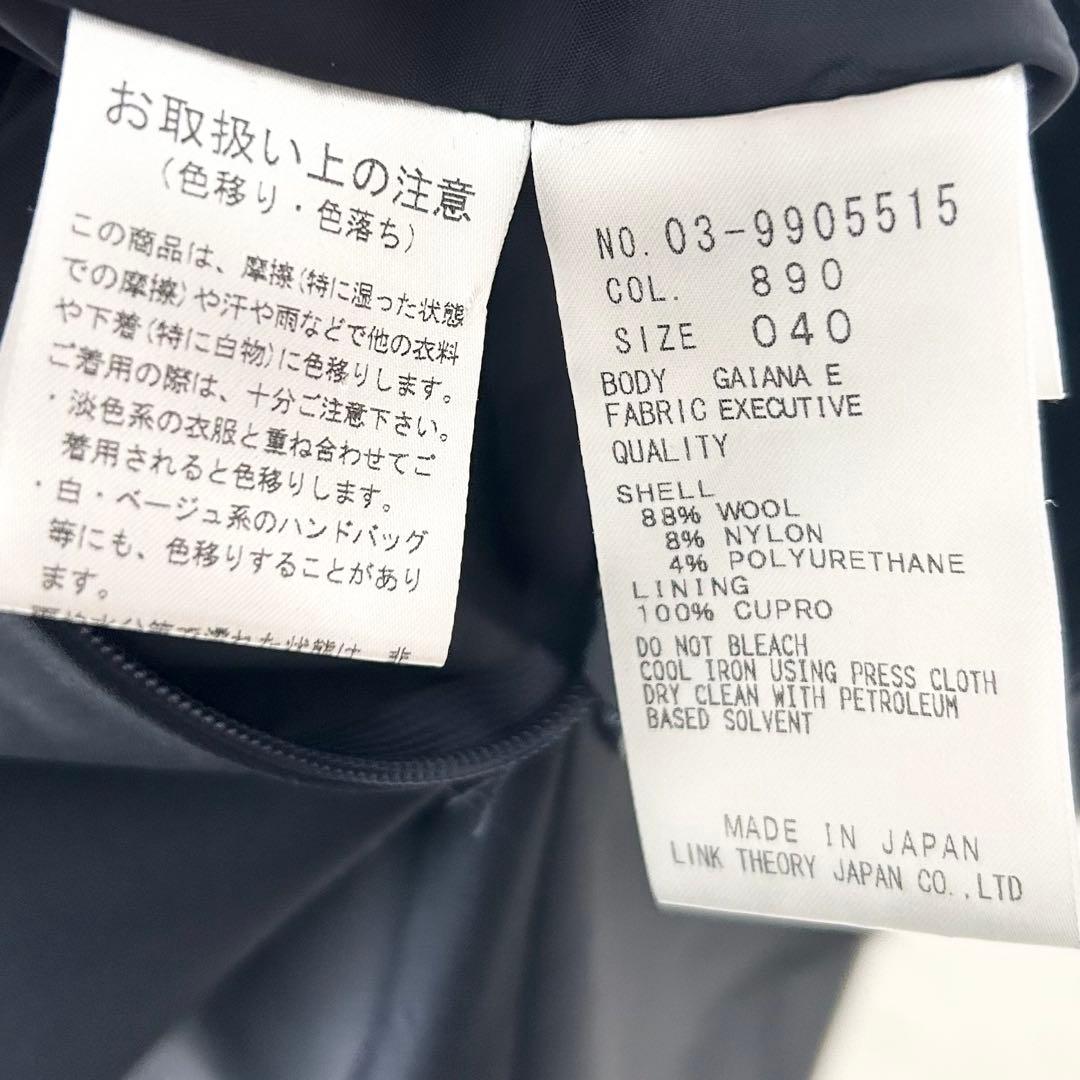 お取扱い上の注意
(色移り・色落ち)
この商品は、摩擦(特に湿った状態
での摩擦)や汗や雨などで他の衣料
や下着(特に白物)に色移りします。
ご着用の際は、十分ご注意下さい。
・淡色系の衣服と重ね合わせてご
着用されると色移りします。
・白・ベージュ系のハンドバッグ
等にも、色移りすることがあり
ます。
NO. 03-9905515
COL. 890
SIZE 040
BODY GAIANA E
FABRIC EXECUTIVE
QUALITY
SHELL
88% WOOL
8% NYLON
4% POLYURETHANE
LINING
100% CUPRO
DO NOT BLEACH
COOL IRON USING PRESS CLOTH
DRY CLEAN WITH PETROLEUM
BASED SOLVENT
MADE IN JAPAN
LINK THEORY JAPAN CO.,LTD